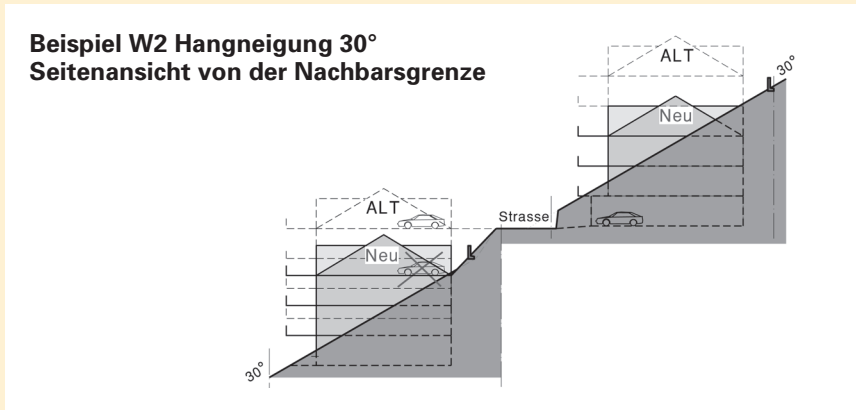 Beispiel W2 Hangneigung 30°
Seitenansicht von der Nachbarsgrenze
ALT
30°
Neu
ALT
Strasse
Neu
30°